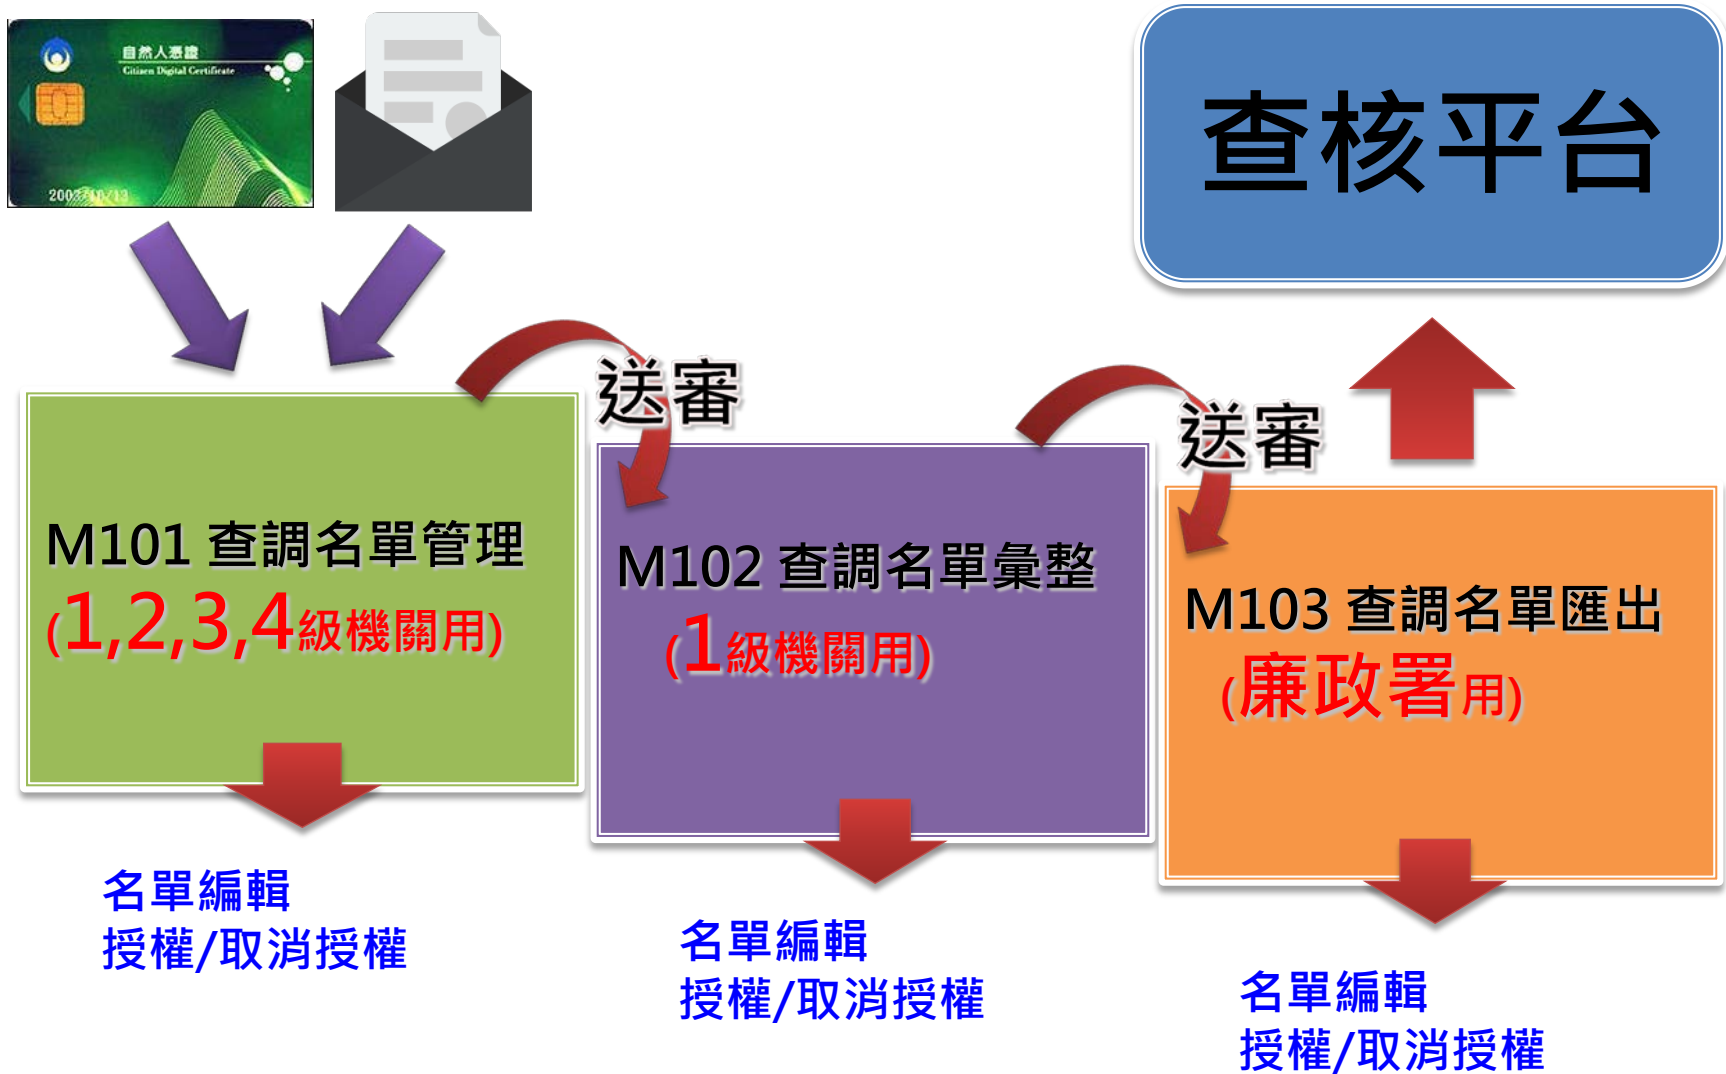 自然人憑證
Citizen Digital Certificate
2003/10/13
查核平台
送審
送審
M101 查調名單管理
(1,2,3,4級機關用)
M102 查調名單彙整
(1級機關用)
M103 查調名單匯出
(廉政署用)
名單編輯
授權/取消授權
名單編輯
授權/取消授權
名單編輯
授權/取消授權